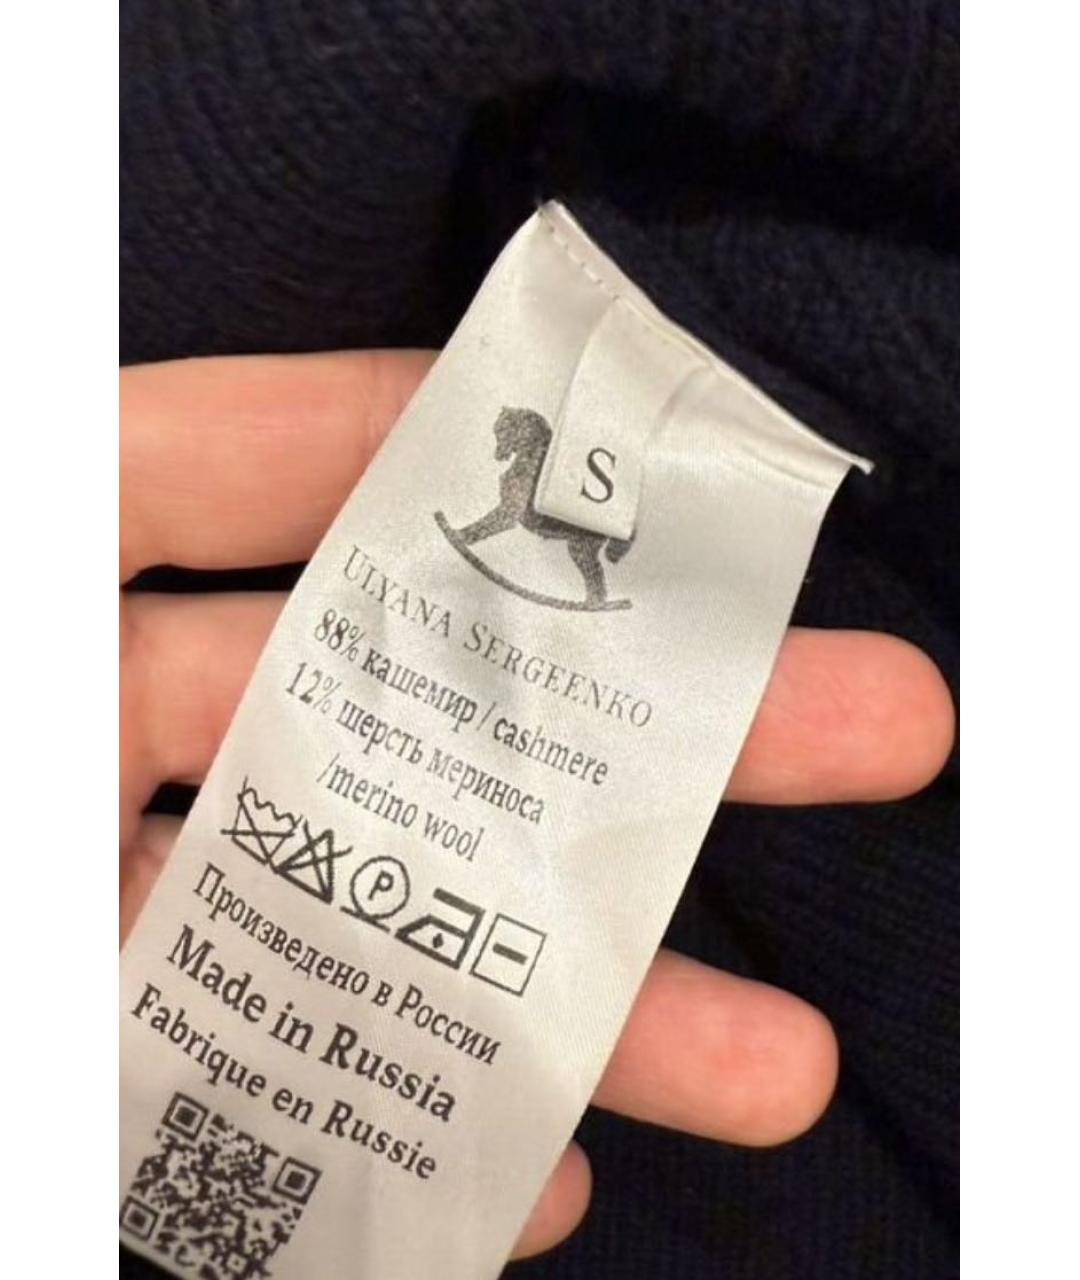 S
ULYANA SERGEENKO
88% кашемир / cashmere
12% шерсть мериноса
/merino wool
P
Произведено в России
Made in Russia
Fabrique en Russie